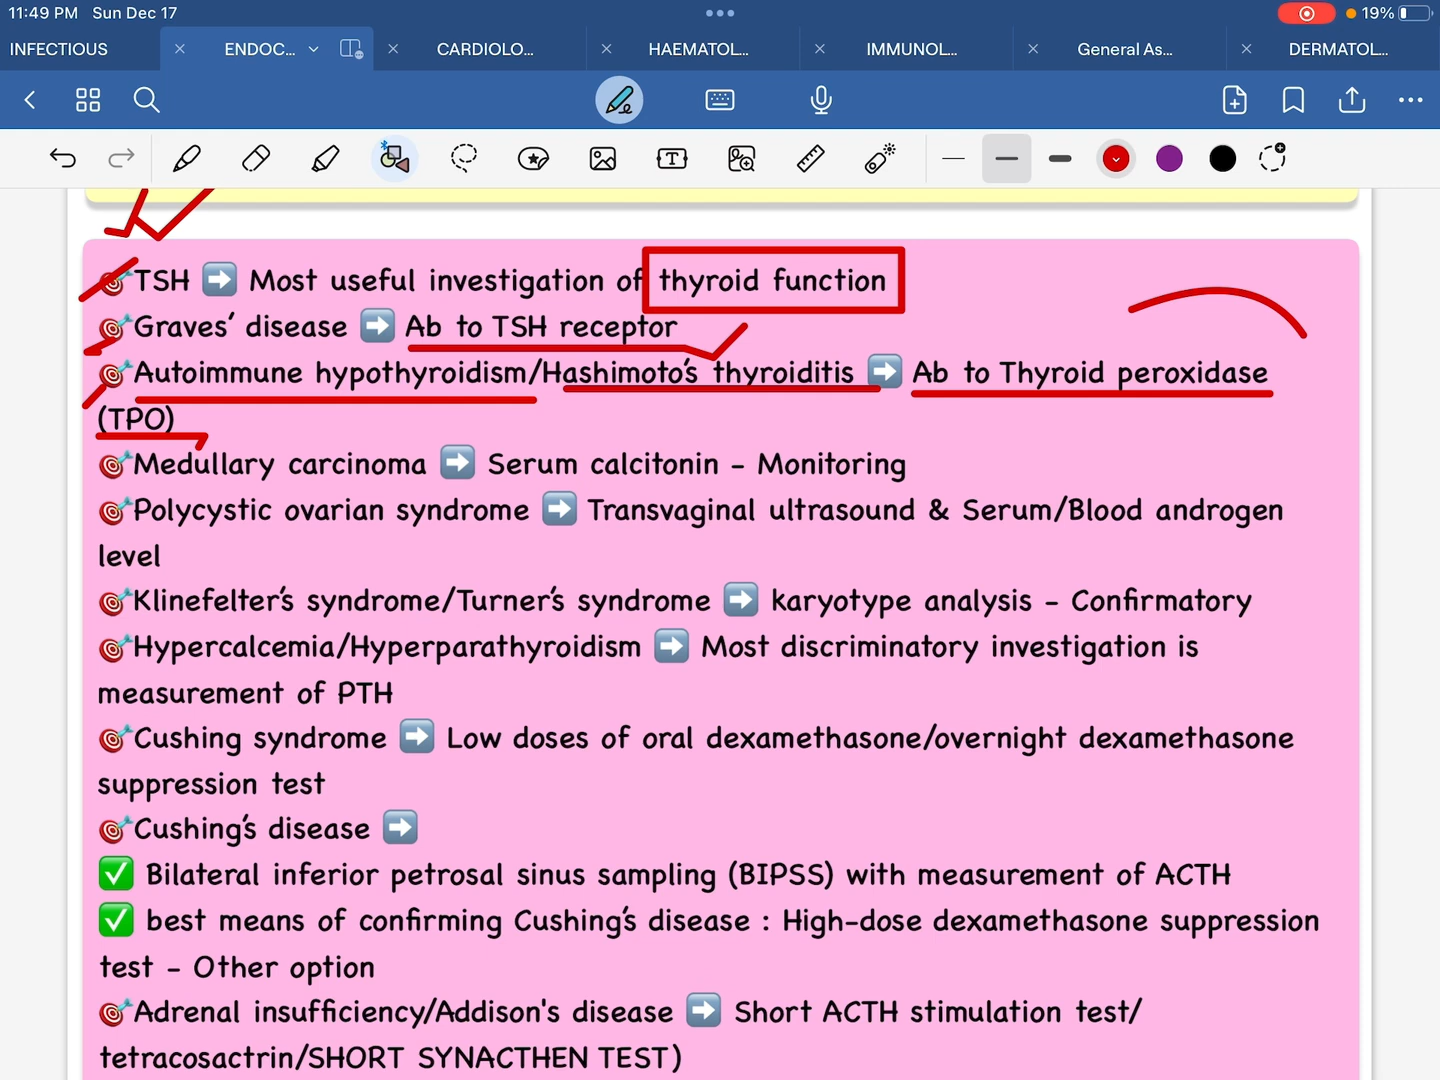 11:49 PM Sun Dec 17
19%
INFECTIOUS ENDOC... CARDIOLO... HAEMATOL... IMMUNOL... General As... DERMATOL...
🎯TSH ➡️ Most useful investigation of thyroid function
🎯Graves' disease ➡️ Ab to TSH receptor
🎯Autoimmune hypothyroidism/Hashimoto's thyroiditis ➡️ Ab to Thyroid peroxidase
(TPO)
🎯Medullary carcinoma ➡️ Serum calcitonin - Monitoring
🎯Polycystic ovarian syndrome ➡️ Transvaginal ultrasound & Serum/Blood androgen
level
🎯Klinefelter's syndrome/Turner's syndrome ➡️ karyotype analysis - Confirmatory
🎯Hypercalcemia/Hyperparathyroidism ➡️ Most discriminatory investigation is
measurement of PTH
🎯Cushing syndrome ➡️ Low doses of oral dexamethasone/overnight dexamethasone
suppression test
🎯Cushing's disease ➡️
✅ Bilateral inferior petrosal sinus sampling (BIPSS) with measurement of ACTH
✅ best means of confirming Cushing's disease : High-dose dexamethasone suppression
test - Other option
🎯Adrenal insufficiency/Addison's disease ➡️ Short ACTH stimulation test/
tetracosactrin/SHORT SYNACTHEN TEST)